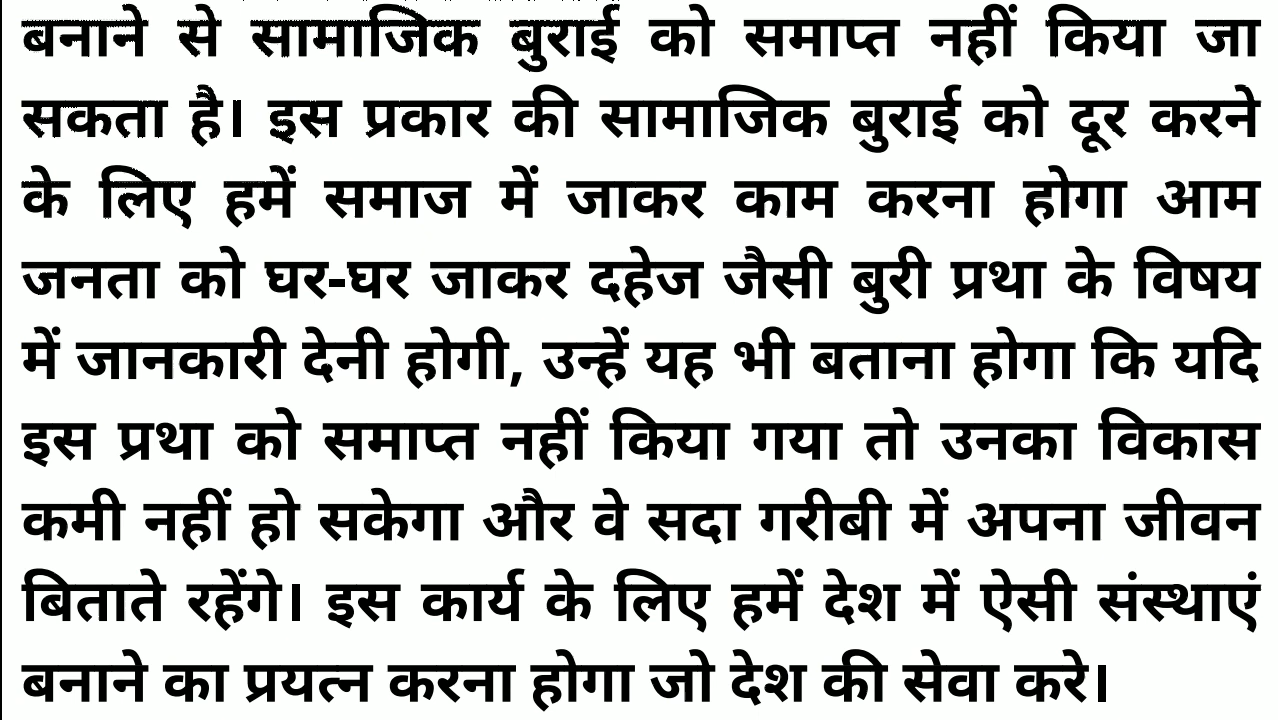 बनाने से सामाजिक बुराई को समाप्त नहीं किया जा
सकता है। इस प्रकार की सामाजिक बुराई को दूर करने
के लिए हमें समाज में जाकर काम करना होगा आम
जनता को घर-घर जाकर दहेज जैसी बुरी प्रथा के विषय
में जानकारी देनी होगी, उन्हें यह भी बताना होगा कि यदि
इस प्रथा को समाप्त नहीं किया गया तो उनका विकास
कमी नहीं हो सकेगा और वे सदा गरीबी में अपना जीवन
बिताते रहेंगे। इस कार्य के लिए हमें देश में ऐसी संस्थाएं
बनाने का प्रयत्न करना होगा जो देश की सेवा करे।